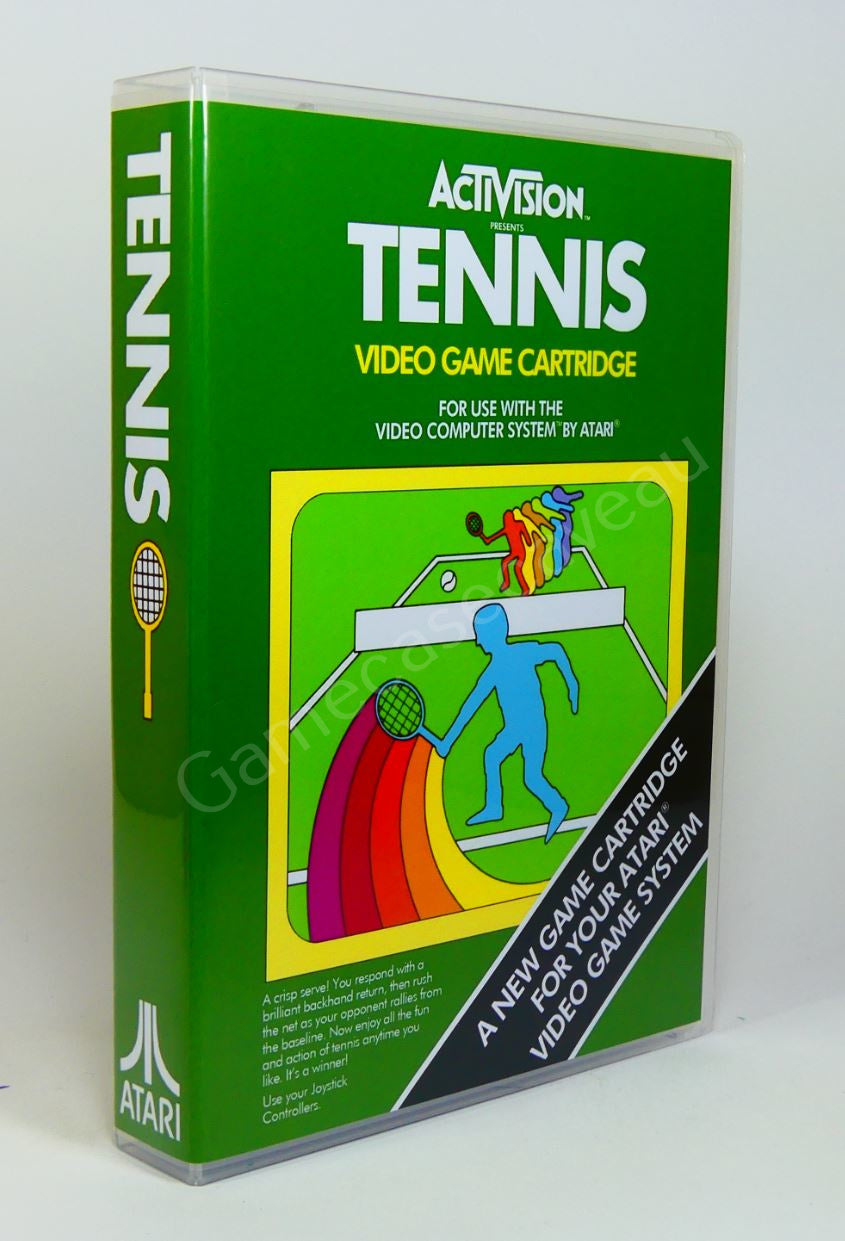 TENNIS
ATARI
ACTIVISION™
PRESENTS
TENNIS
VIDEO GAME CARTRIDGE
FOR USE WITH THE
VIDEO COMPUTER SYSTEM™ BY ATARI®
A crisp serve! You respond with a
brilliant backhand return, then rush
the net as your opponent rallies from
the baseline. Now enjoy all the fun
and action of tennis anytime you
like. It's a winner!
Use your Joystick
Controllers.
A NEW GAME CARTRIDGE
FOR YOUR ATARI®
VIDEO GAME SYSTEM